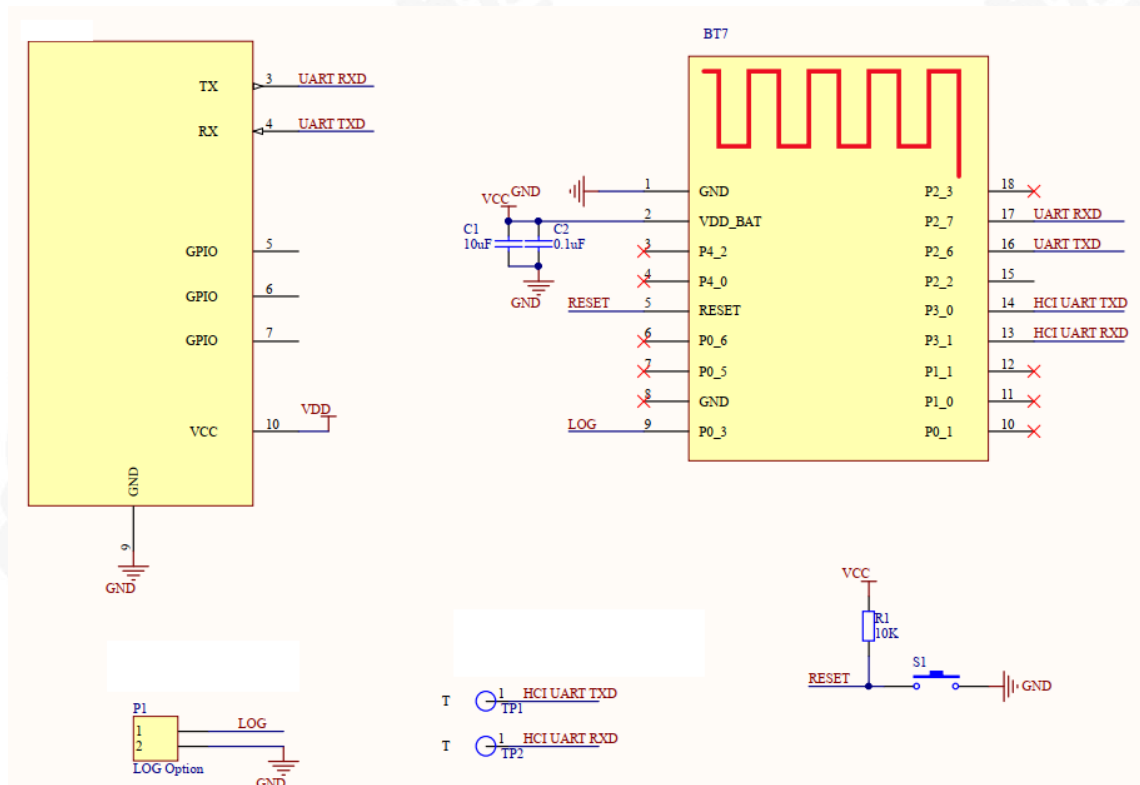 TX
3
UART RXD
RX
4
UART TXD
GPIO
5
GPIO
6
GPIO
7
VCC
10
VDD
GND
9
GND
BT7
1
GND
GND
VCC
2
VDD_BAT
C1
10uF
C2
0.1uF
GND
3
P4_2
4
P4_0
RESET
5
RESET
6
P0_6
7
P0_5
8
GND
LOG
9
P0_3
P2_3
18
P2_7
17
UART RXD
P2_6
16
UART TXD
P2_2
15
P3_0
14
HCI UART TXD
P3_1
13
HCI UART RXD
P1_1
12
P1_0
11
P0_1
10
P1
1
LOG
2
LOG Option
GND
T
1
HCI UART TXD
TP1
T
1
HCI UART RXD
TP2
VCC
R1
10K
RESET
S1
GND